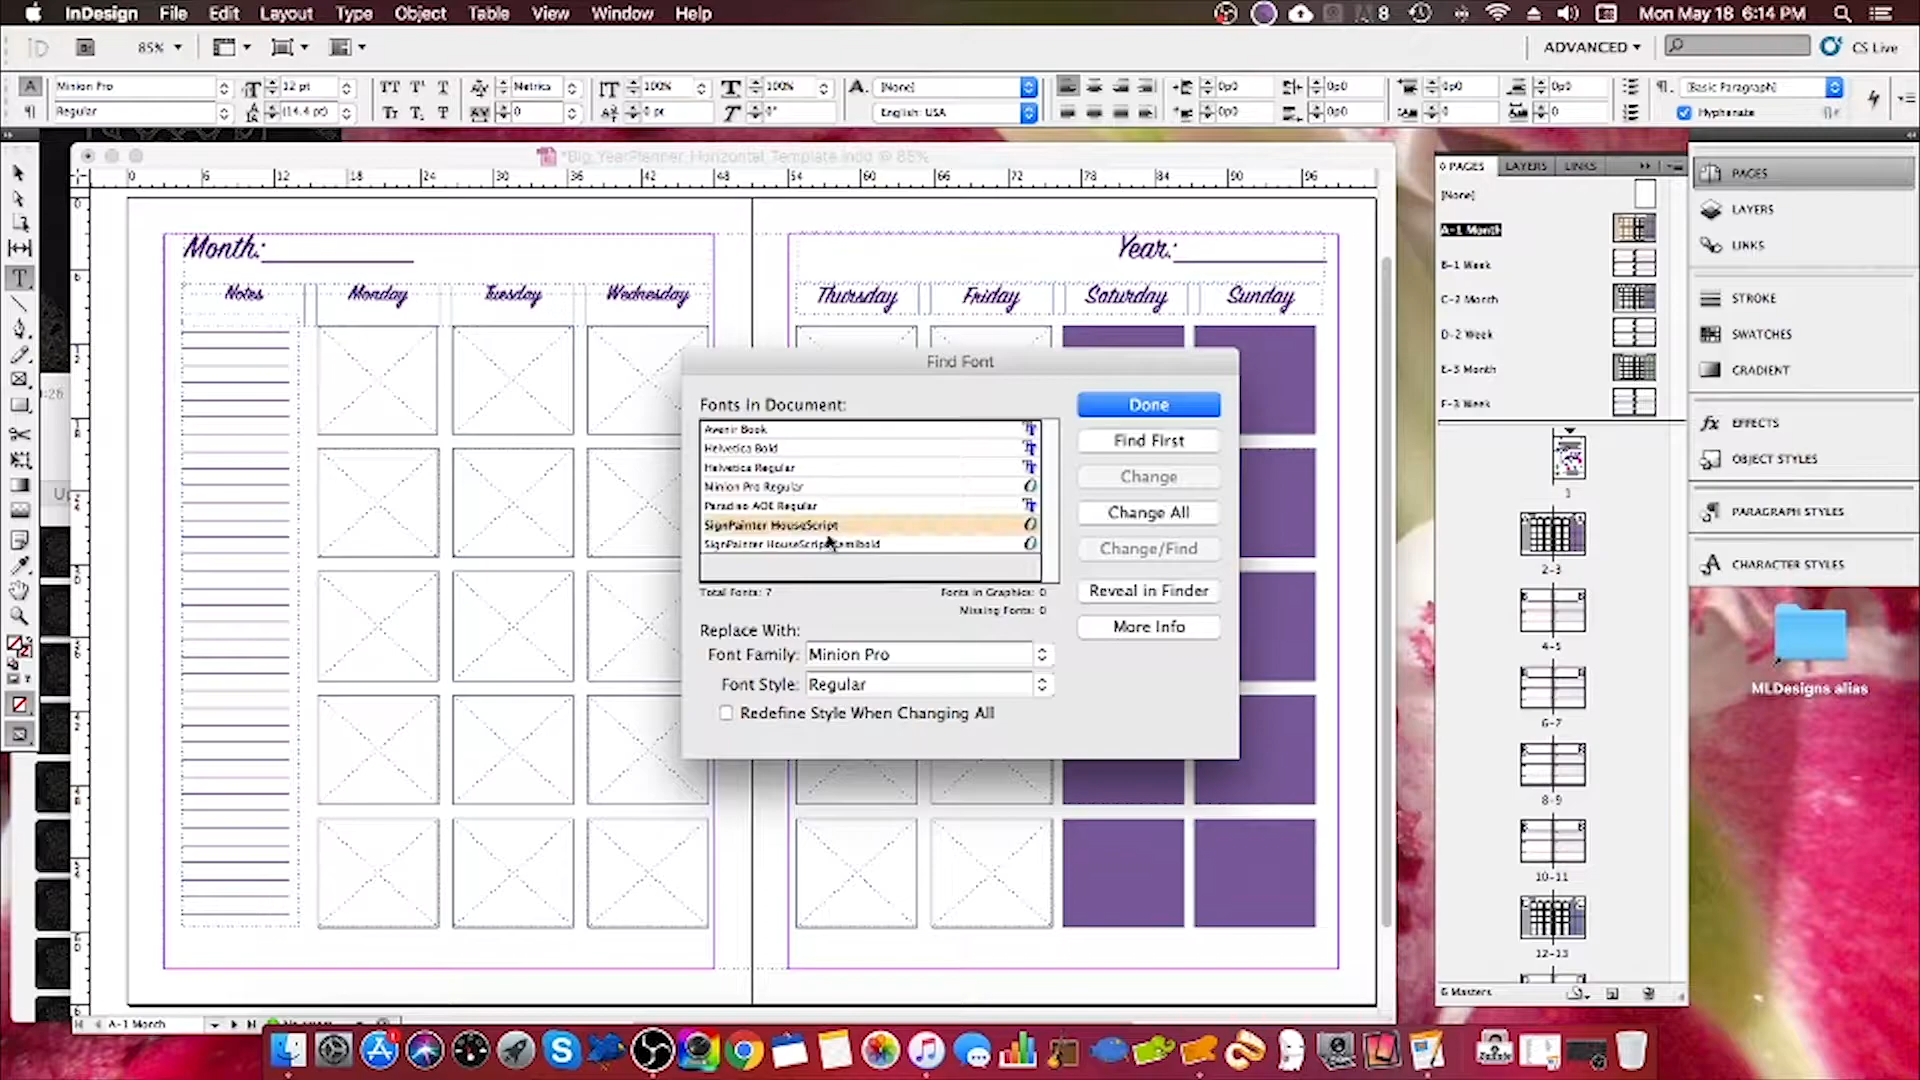 InDesign File Edit Layout Type Object Table View Window Help
8 Mon May 18 6:14 PM
85% ADVANCED CS Live
Minion Pro 12 pt Metrics 100% 100% [None] 0p0 0p0 0p0 0p0 [Basic Paragraph]
Regular (14.4 pt) 0 0 pt 0° English: USA 0p0 0p0 0 0 Hyphenate
*Big_YearPlanner_Horizontal_Template.indd @ 85%
0 6 12 18 24 30 36 42 48 54 60 66 72 78 84 90 96
Month: Year:
Notes Monday Tuesday Wednesday Thursday Friday Saturday Sunday
Find Font
Fonts In Document:
Avenir Book
Helvetica Bold
Helvetica Regular
Minion Pro Regular
Paradiso AOE Regular
SignPainter HouseScript
SignPainter HouseScript Semibold
Total Fonts: 7 Fonts in Graphics: 0
Missing Fonts: 0
Replace With:
Font Family: Minion Pro
Font Style: Regular
Redefine Style When Changing All
Done
Find First
Change
Change All
Change/Find
Reveal in Finder
More Info
A-1 Month
PAGES LAYERS LINKS
[None]
A-1 Month
B-1 Week
C-2 Month
D-2 Week
E-3 Month
F-3 Week
1
2-3
4-5
6-7
8-9
10-11
12-13
6 Masters
PAGES
LAYERS
LINKS
STROKE
SWATCHES
GRADIENT
EFFECTS
OBJECT STYLES
PARAGRAPH STYLES
CHARACTER STYLES
MLDesigns alias